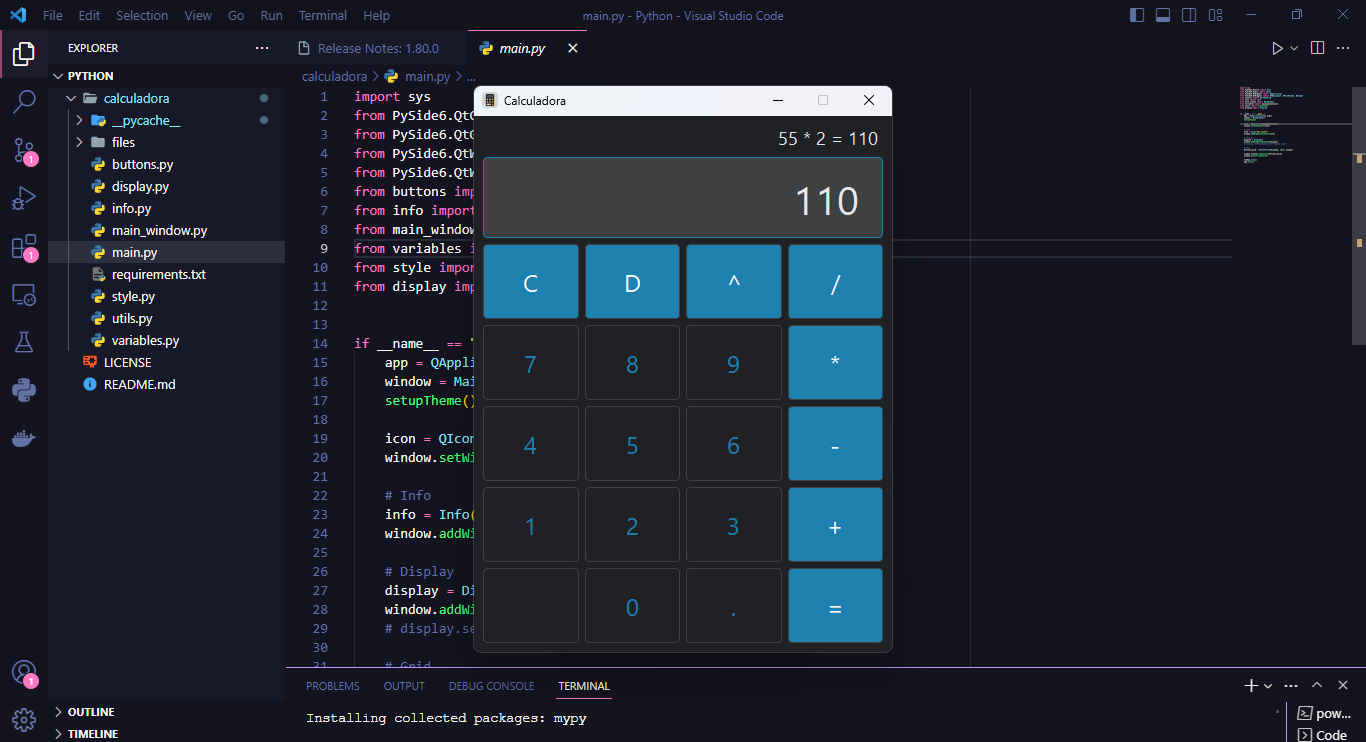 File Edit Selection View Go Run Terminal Help main.py - Python - Visual Studio Code
EXPLORER ...
PYTHON
calculadora
__pycache__
files
buttons.py
display.py
info.py
main_window.py
main.py
requirements.txt
style.py
utils.py
variables.py
LICENSE
README.md
OUTLINE
TIMELINE
1
1
1
Release Notes: 1.80.0 main.py
calculadora > main.py > ...
1 import sys
2 from PySide6.QtC
3 from PySide6.QtG
4 from PySide6.QtW
5 from PySide6.QtW
6 from buttons imp
7 from info import
8 from main_window
9 from variables i
10 from style impor
11 from display imp
12
13
14 if __name__ == '
15 app = QAppli
16 window = Mai
17 setupTheme()
18
19 icon = QIcon
20 window.setWi
21
22 # Info
23 info = Info(
24 window.addWi
25
26 # Display
27 display = Di
28 window.addWi
29 # display.se
30
31 # Grid
Calculadora
55 * 2 = 110
110
C D ^ /
7 8 9 *
4 5 6 -
1 2 3 +
0 . =
PROBLEMS OUTPUT DEBUG CONSOLE TERMINAL
Installing collected packages: mypy
pow...
Code